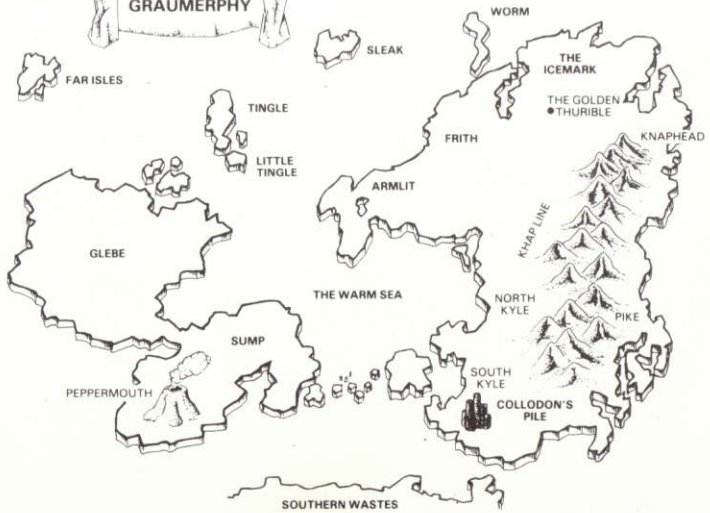 GRAUMERPHY
WORM
SLEAK
THE
ICEMARK
FAR ISLES
TINGLE
THE GOLDEN
THURIBLE
KNAPHEAD
FRITH
LITTLE
TINGLE
ARMLIT
KHAP LINE
GLEBE
THE WARM SEA
NORTH
KYLE
PIKE
SUMP
SOUTH
KYLE
PEPPERMOUTH
COLLODON'S
PILE
SOUTHERN WASTES